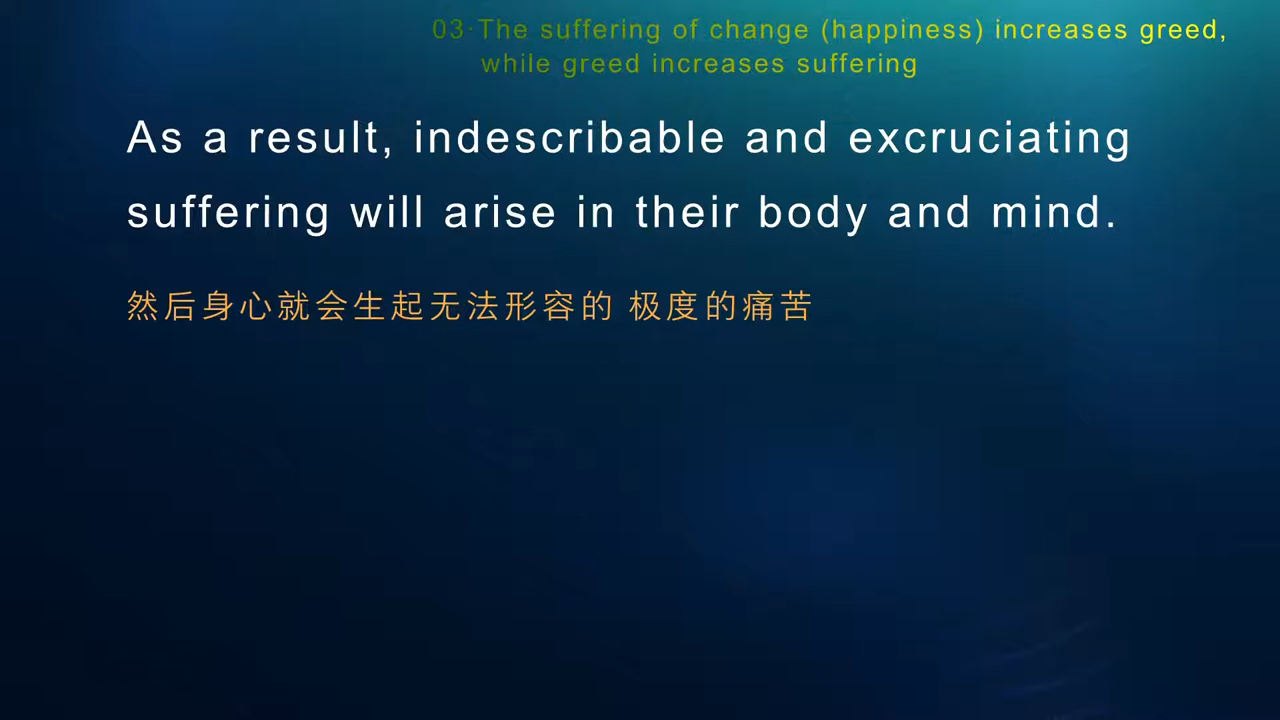 03·The suffering of change (happiness) increases greed,
while greed increases suffering
As a result, indescribable and excruciating
suffering will arise in their body and mind.
然后身心就会生起无法形容的 极度的痛苦